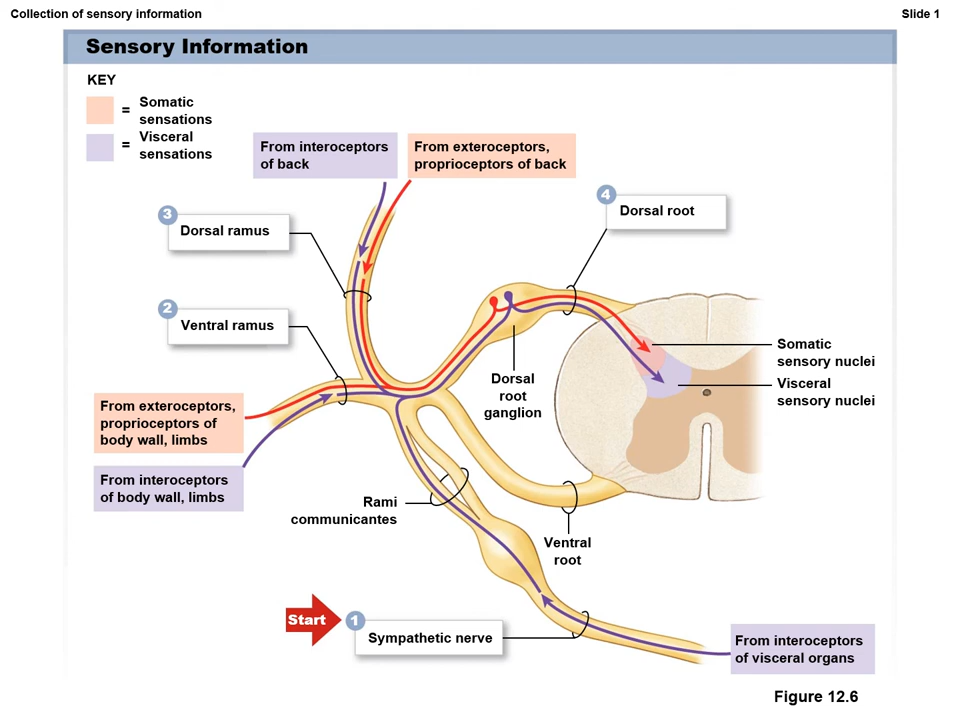 Collection of sensory information
Slide 1
Sensory Information
KEY
= Somatic
sensations
= Visceral
sensations
From interoceptors
of back
From exteroceptors,
proprioceptors of back
3
Dorsal ramus
4
Dorsal root
2
Ventral ramus
Somatic
sensory nuclei
Visceral
sensory nuclei
Dorsal
root
ganglion
From exteroceptors,
proprioceptors of
body wall, limbs
From interoceptors
of body wall, limbs
Rami
communicantes
Ventral
root
Start
1
Sympathetic nerve
From interoceptors
of visceral organs
Figure 12.6